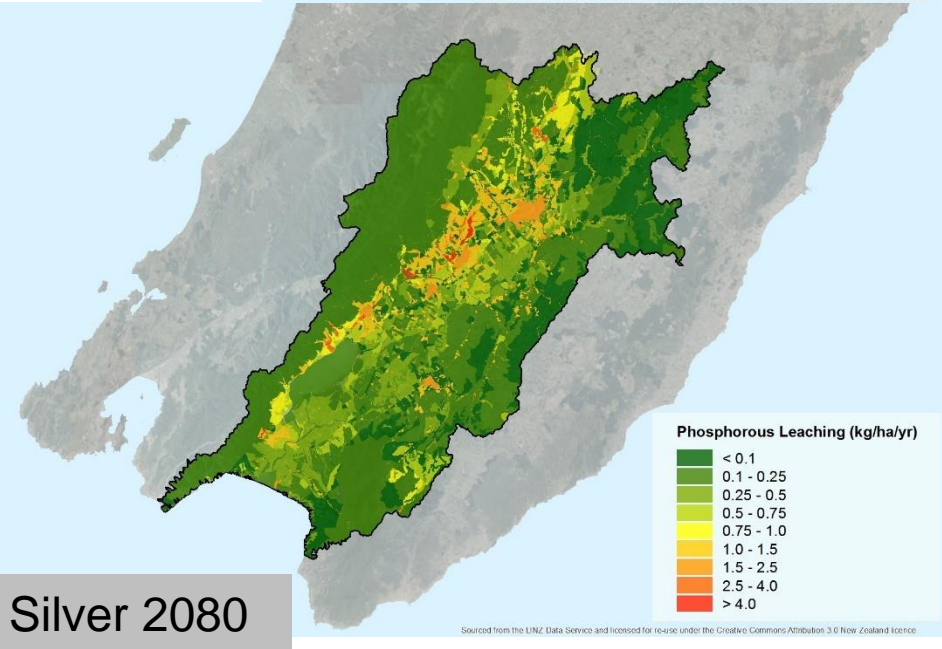 Phosphorous Leaching (kg/ha/yr)
< 0.1
0.1 - 0.25
0.25 - 0.5
0.5 - 0.75
0.75 - 1.0
1.0 - 1.5
1.5 - 2.5
2.5 - 4.0
> 4.0
Silver 2080
Sourced from the LINZ Data Service and licensed for re-use under the Creative Commons Attribution 3.0 New Zealand licence